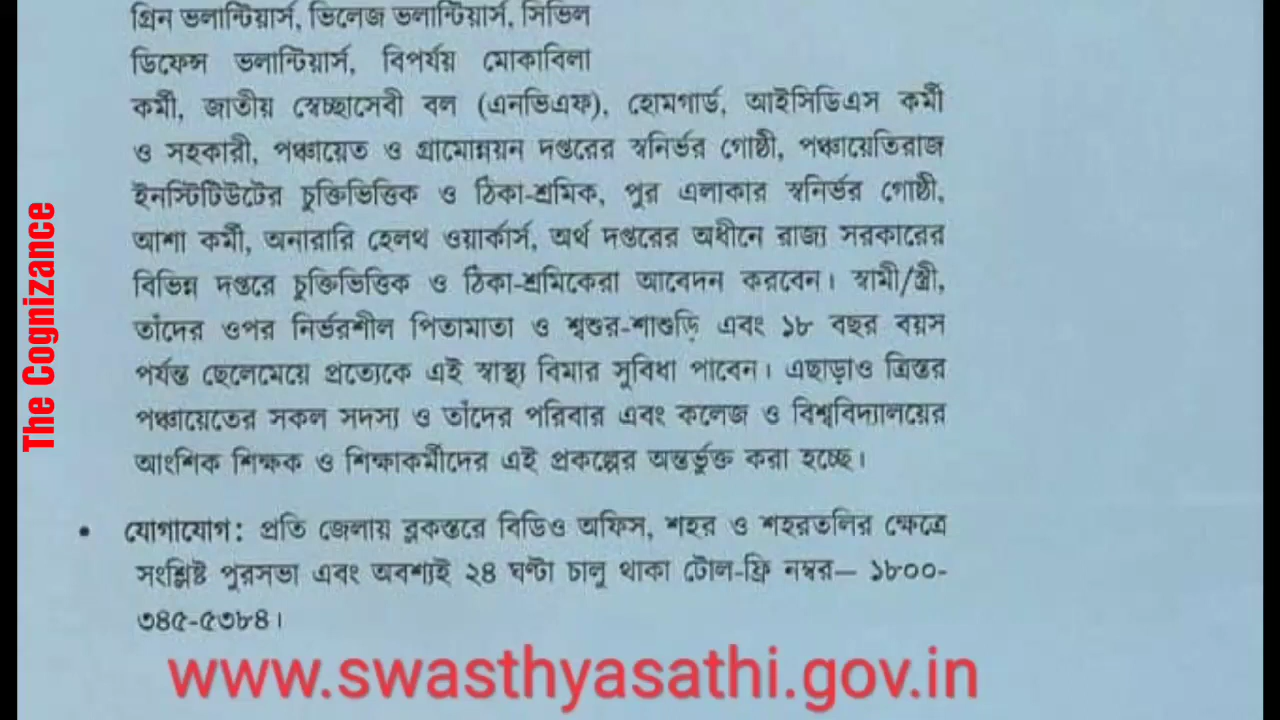 গ্রিন ভলান্টিয়ার্স, ভিলেজ ভলান্টিয়ার্স, সিভিল
ডিফেন্স ভলান্টিয়ার্স, বিপর্যয় মোকাবিলা
কর্মী, জাতীয় স্বেচ্ছাসেবী বল (এনভিএফ), হোমগার্ড, আইসিডিএস কর্মী
ও সহকারী, পঞ্চায়েত ও গ্রামোন্নয়ন দপ্তরের স্বনির্ভর গোষ্ঠী, পঞ্চায়েতিরাজ
ইনস্টিটিউটের চুক্তিভিত্তিক ও ঠিকা-শ্রমিক, পুর এলাকার স্বনির্ভর গোষ্ঠী,
আশা কর্মী, অনারারি হেলথ ওয়ার্কার্স, অর্থ দপ্তরের অধীনে রাজ্য সরকারের
বিভিন্ন দপ্তরে চুক্তিভিত্তিক ও ঠিকা-শ্রমিকেরা আবেদন করবেন। স্বামী/স্ত্রী,
তাঁদের ওপর নির্ভরশীল পিতামাতা ও শ্বশুর-শাশুড়ি এবং ১৮ বছর বয়স
পর্যন্ত ছেলেমেয়ে প্রত্যেকে এই স্বাস্থ্য বিমার সুবিধা পাবেন। এছাড়াও ত্রিস্তর
পঞ্চায়েতের সকল সদস্য ও তাঁদের পরিবার এবং কলেজ ও বিশ্ববিদ্যালয়ের
আংশিক শিক্ষক ও শিক্ষাকর্মীদের এই প্রকল্পের অন্তর্ভুক্ত করা হচ্ছে।
• যোগাযোগ: প্রতি জেলায় ব্লকস্তরে বিডিও অফিস, শহর ও শহরতলির ক্ষেত্রে
সংশ্লিষ্ট পুরসভা এবং অবশ্যই ২৪ ঘণ্টা চালু থাকা টোল-ফ্রি নম্বর— ১৮০০-
৩৪৫-৫৩৮৪।
www.swasthyasathi.gov.in
The Cognizance